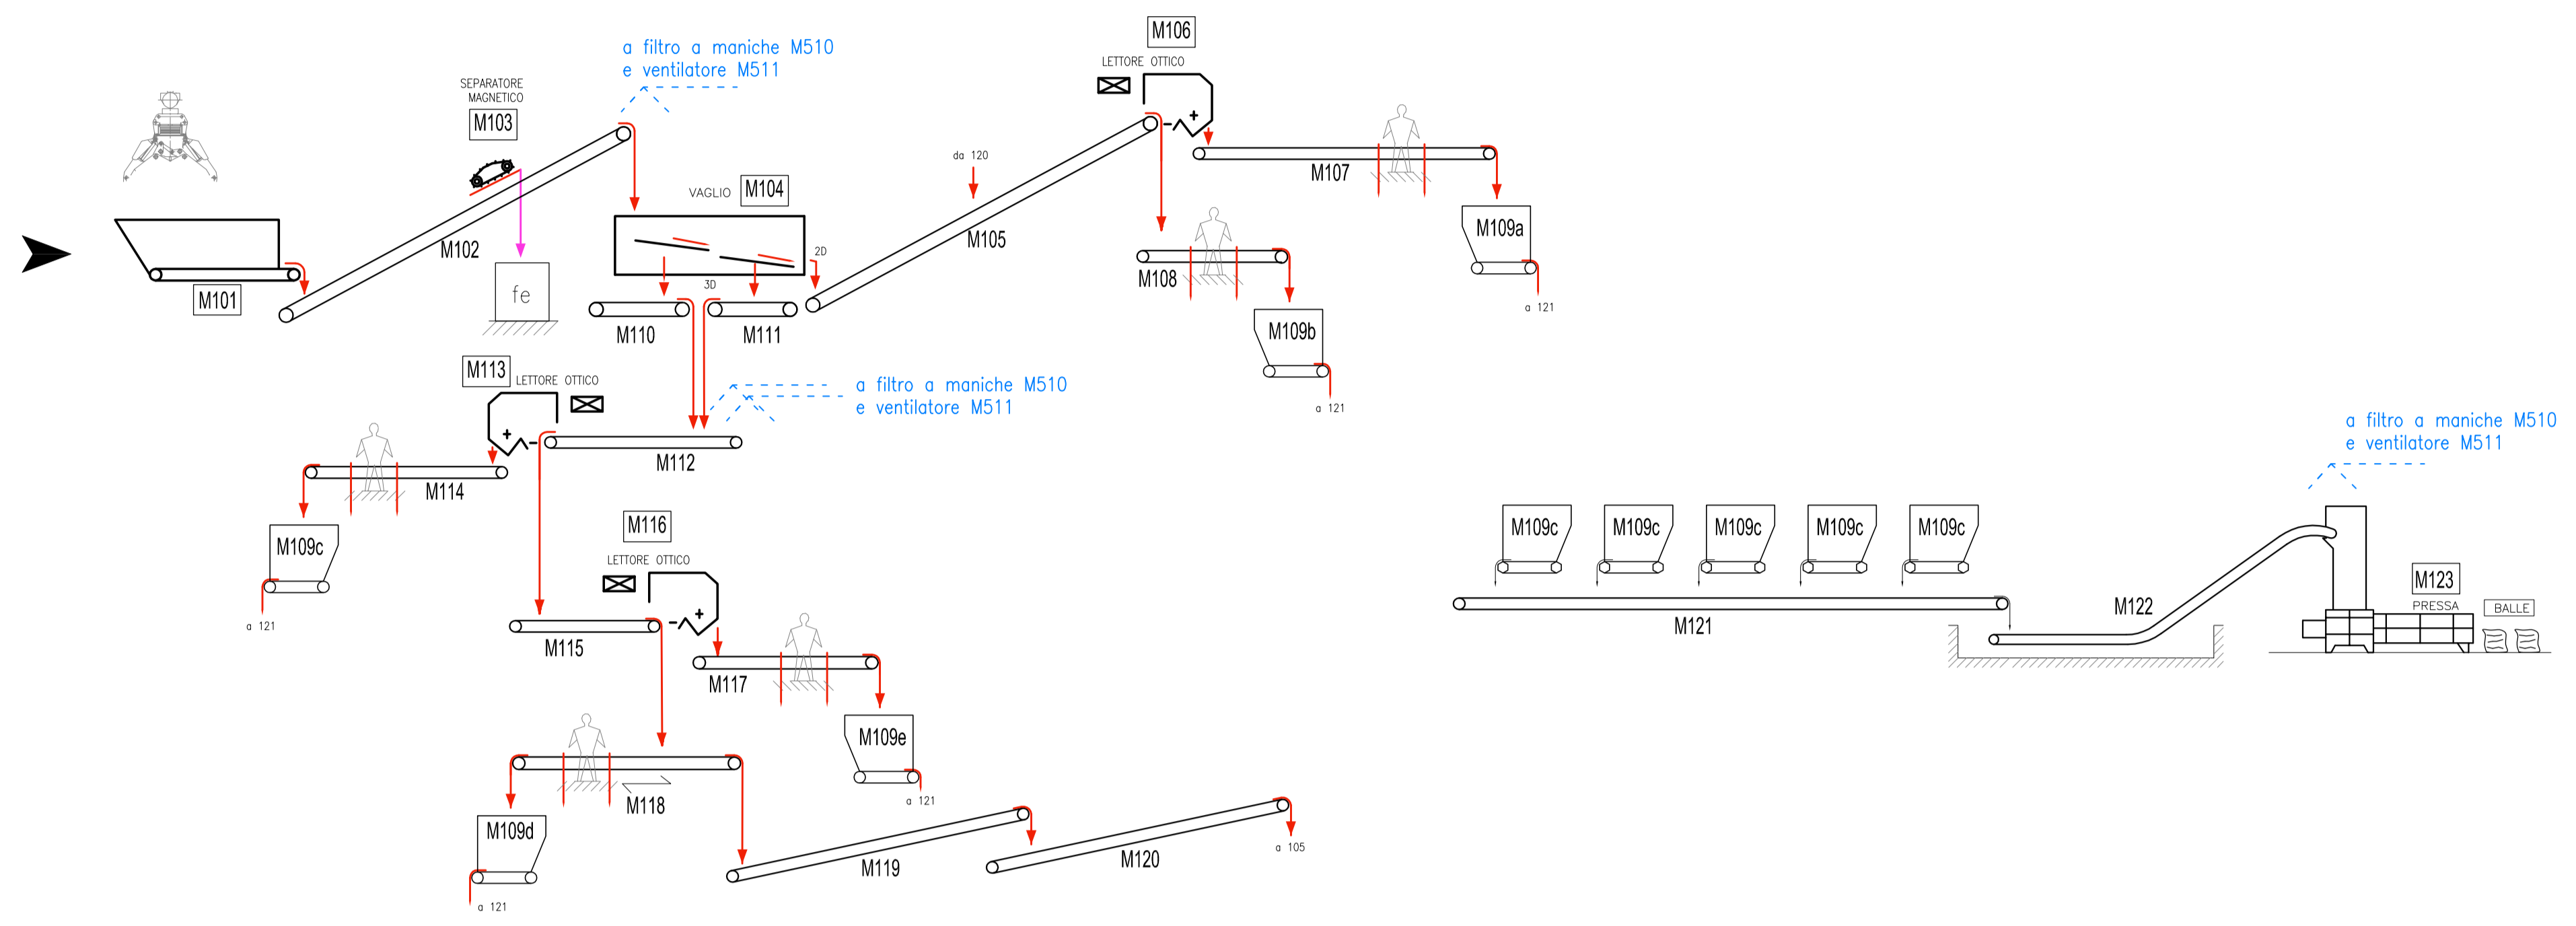 M106
LETTORE OTTICO
a filtro a maniche M510
e ventilatore M511
SEPARATORE
MAGNETICO
M103
da 120
M107
VAGLIO
M104
M109a
M102
M105
2D
M108
fe
3D
M101
a 121
M110
M111
M109b
M113
LETTORE OTTICO
a filtro a maniche M510
e ventilatore M511
a 121
a filtro a maniche M510
e ventilatore M511
M112
M114
M116
M109c
M109c
M109c
M109c
M109c
M109c
LETTORE OTTICO
M123
PRESSA
BALLE
M122
a 121
M121
M115
M117
M109e
M118
a 121
M109d
M119
M120
a 105
a 121